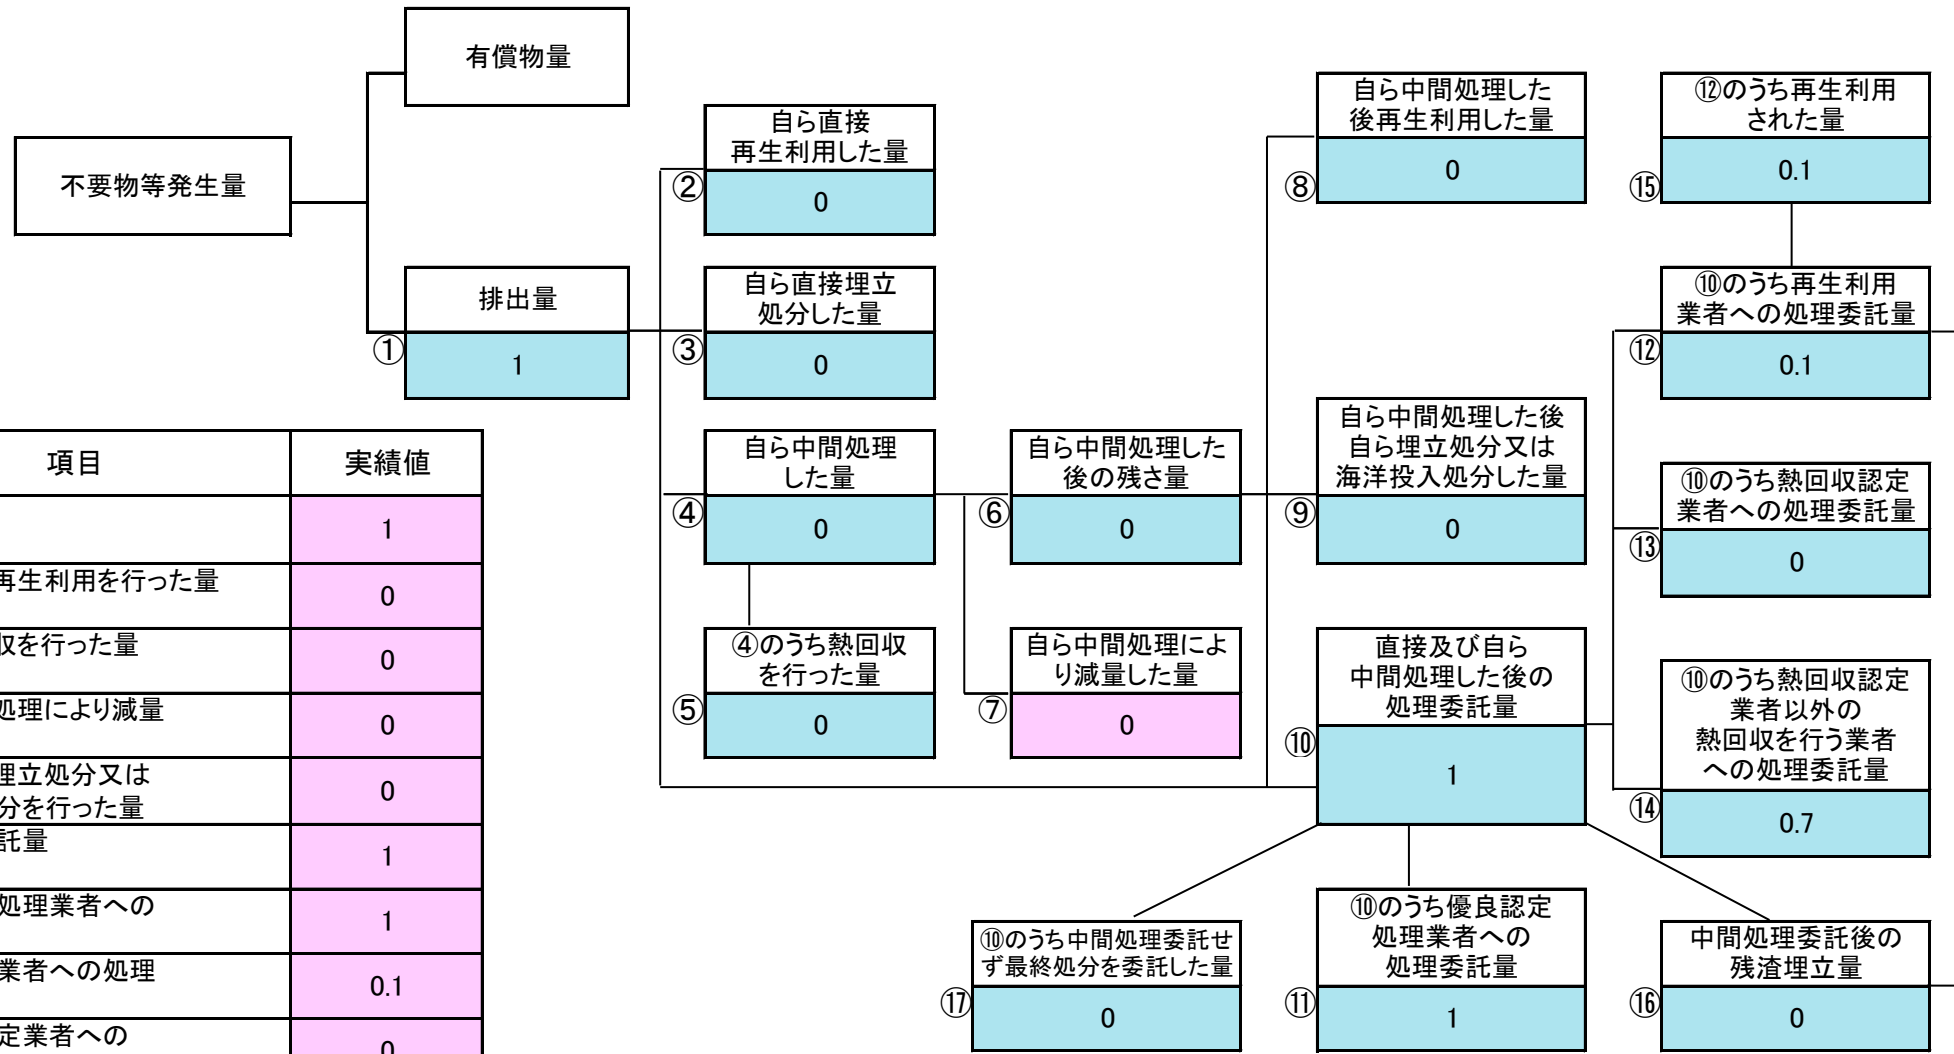 有償物量
不要物等発生量
排出量
①
1
自ら直接
再生利用した量
②
0
自ら直接埋立
処分した量
③
0
自ら中間処理
した量
④
0
④のうち熱回収
を行った量
⑤
0
自ら中間処理した
後の残さ量
⑥
0
自ら中間処理によ
り減量した量
⑦
0
自ら中間処理した
後再生利用した量
⑧
0
自ら中間処理した後
自ら埋立処分又は
海洋投入処分した量
⑨
0
直接及び自ら
中間処理した後の
処理委託量
⑩
1
⑫のうち再生利用
された量
⑮
0.1
⑩のうち再生利用
業者への処理委託量
⑫
0.1
⑩のうち熱回収認定
業者への処理委託量
⑬
0
⑩のうち熱回収認定
業者以外の
熱回収を行う業者
への処理委託量
⑭
0.7
⑩のうち中間処理委託せ
ず最終処分を委託した量
⑰
0
⑩のうち優良認定
処理業者への
処理委託量
⑪
1
中間処理委託後の
残渣埋立量
⑯
0
項目 実績値
1
再生利用を行った量
0
収を行った量
0
処理により減量
0
埋立処分又は
分を行った量
0
託量
1
処理業者への
1
業者への処理
0.1
定業者への
0